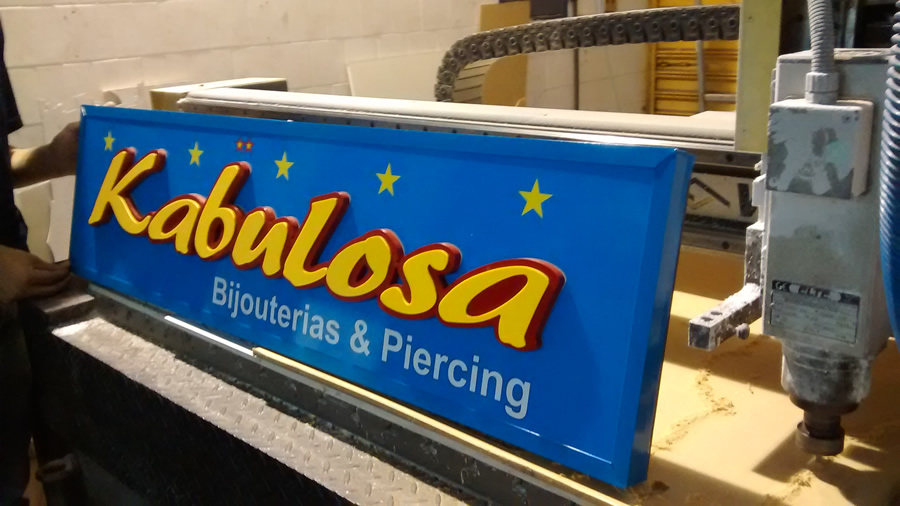 Kabulosa
Bijouterias & Piercing